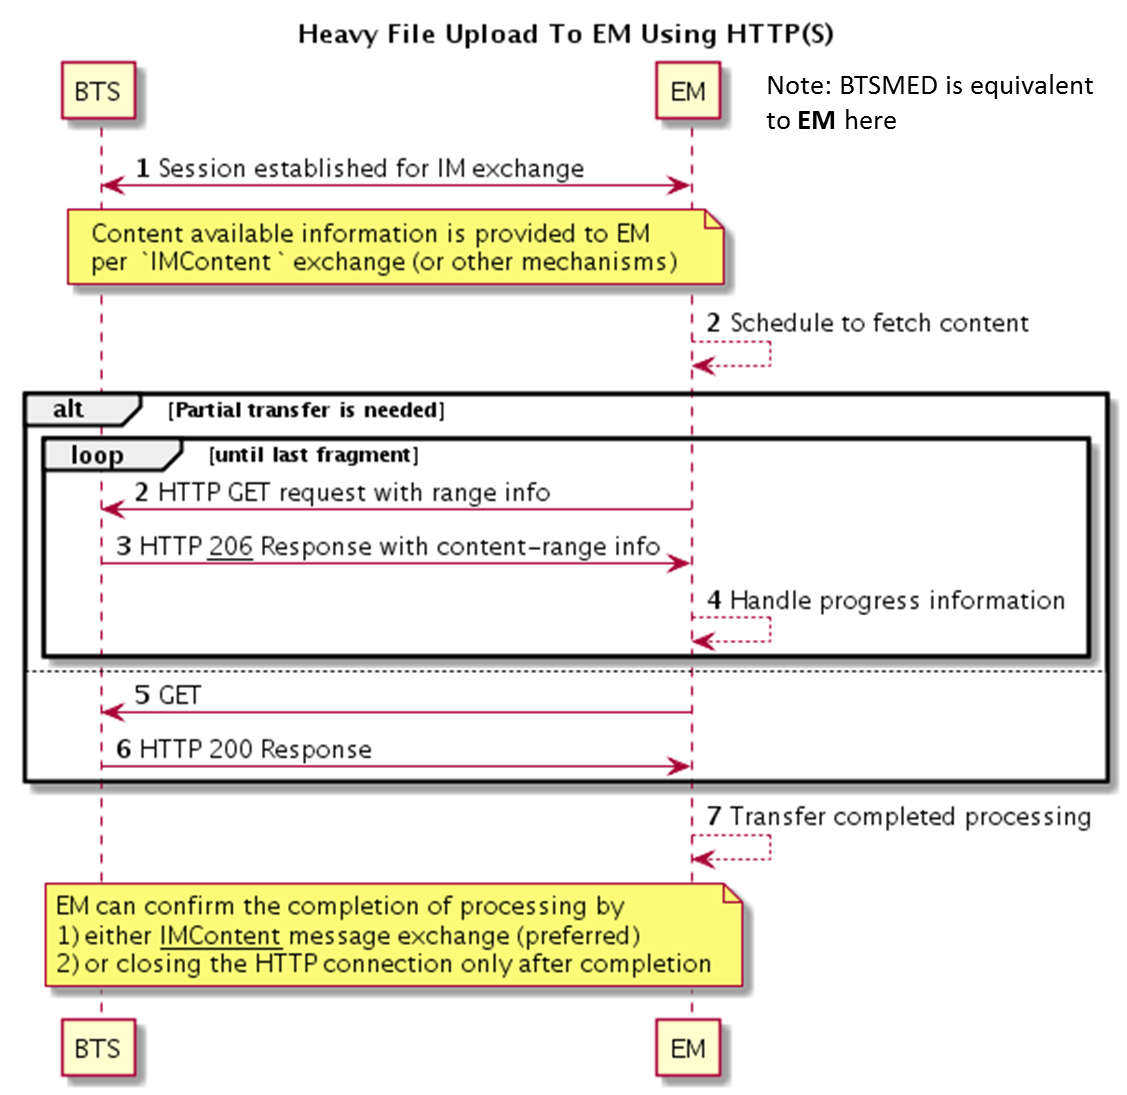 Heavy File Upload To EM Using HTTP(S)
BTS
EM
Note: BTSMED is equivalent
to EM here
1 Session established for IM exchange
Content available information is provided to EM
per `IMContent` exchange (or other mechanisms)
2 Schedule to fetch content
alt [Partial transfer is needed]
loop [until last fragment]
2 HTTP GET request with range info
3 HTTP 206 Response with content-range info
4 Handle progress information
5 GET
6 HTTP 200 Response
7 Transfer completed processing
EM can confirm the completion of processing by
1) either IMContent message exchange (preferred)
2) or closing the HTTP connection only after completion
BTS
EM